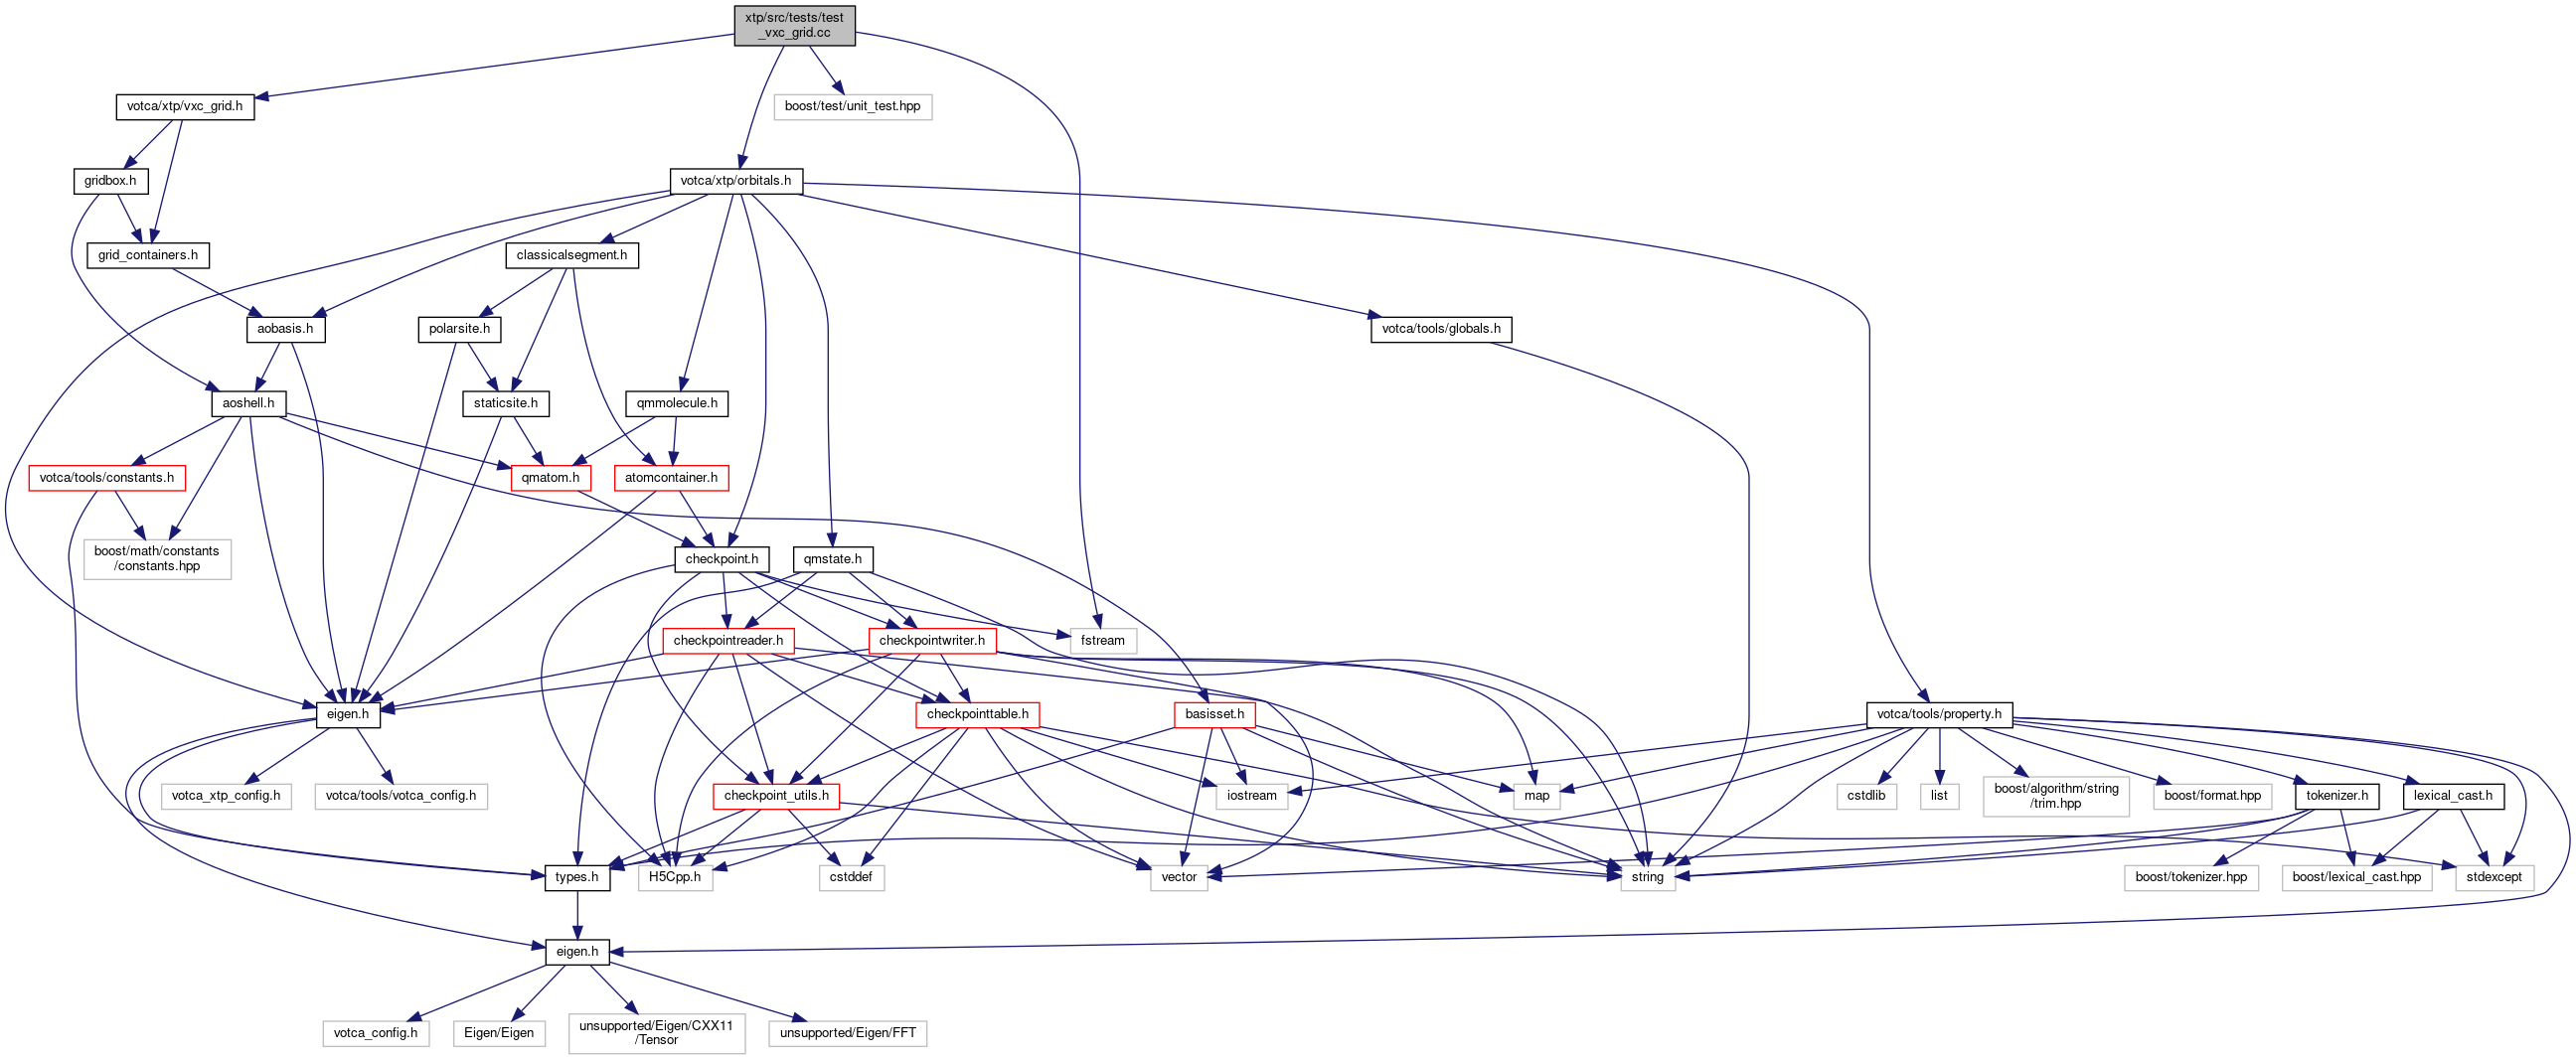 xtp/src/tests/test
_vxc_grid.cc
votca/xtp/vxc_grid.h
boost/test/unit_test.hpp
gridbox.h
votca/xtp/orbitals.h
grid_containers.h
classicalsegment.h
aobasis.h
polarsite.h
votca/tools/globals.h
aoshell.h
staticsite.h
qmmolecule.h
votca/tools/constants.h
qmatom.h
atomcontainer.h
boost/math/constants
/constants.hpp
checkpoint.h
qmstate.h
checkpointreader.h
checkpointwriter.h
fstream
eigen.h
checkpointtable.h
basisset.h
votca/tools/property.h
votca_xtp_config.h
votca/tools/votca_config.h
checkpoint_utils.h
iostream
map
cstdlib
list
boost/algorithm/string
/trim.hpp
boost/format.hpp
tokenizer.h
lexical_cast.h
types.h
H5Cpp.h
cstddef
vector
string
boost/tokenizer.hpp
boost/lexical_cast.hpp
stdexcept
eigen.h
votca_config.h
Eigen/Eigen
unsupported/Eigen/CXX11
/Tensor
unsupported/Eigen/FFT